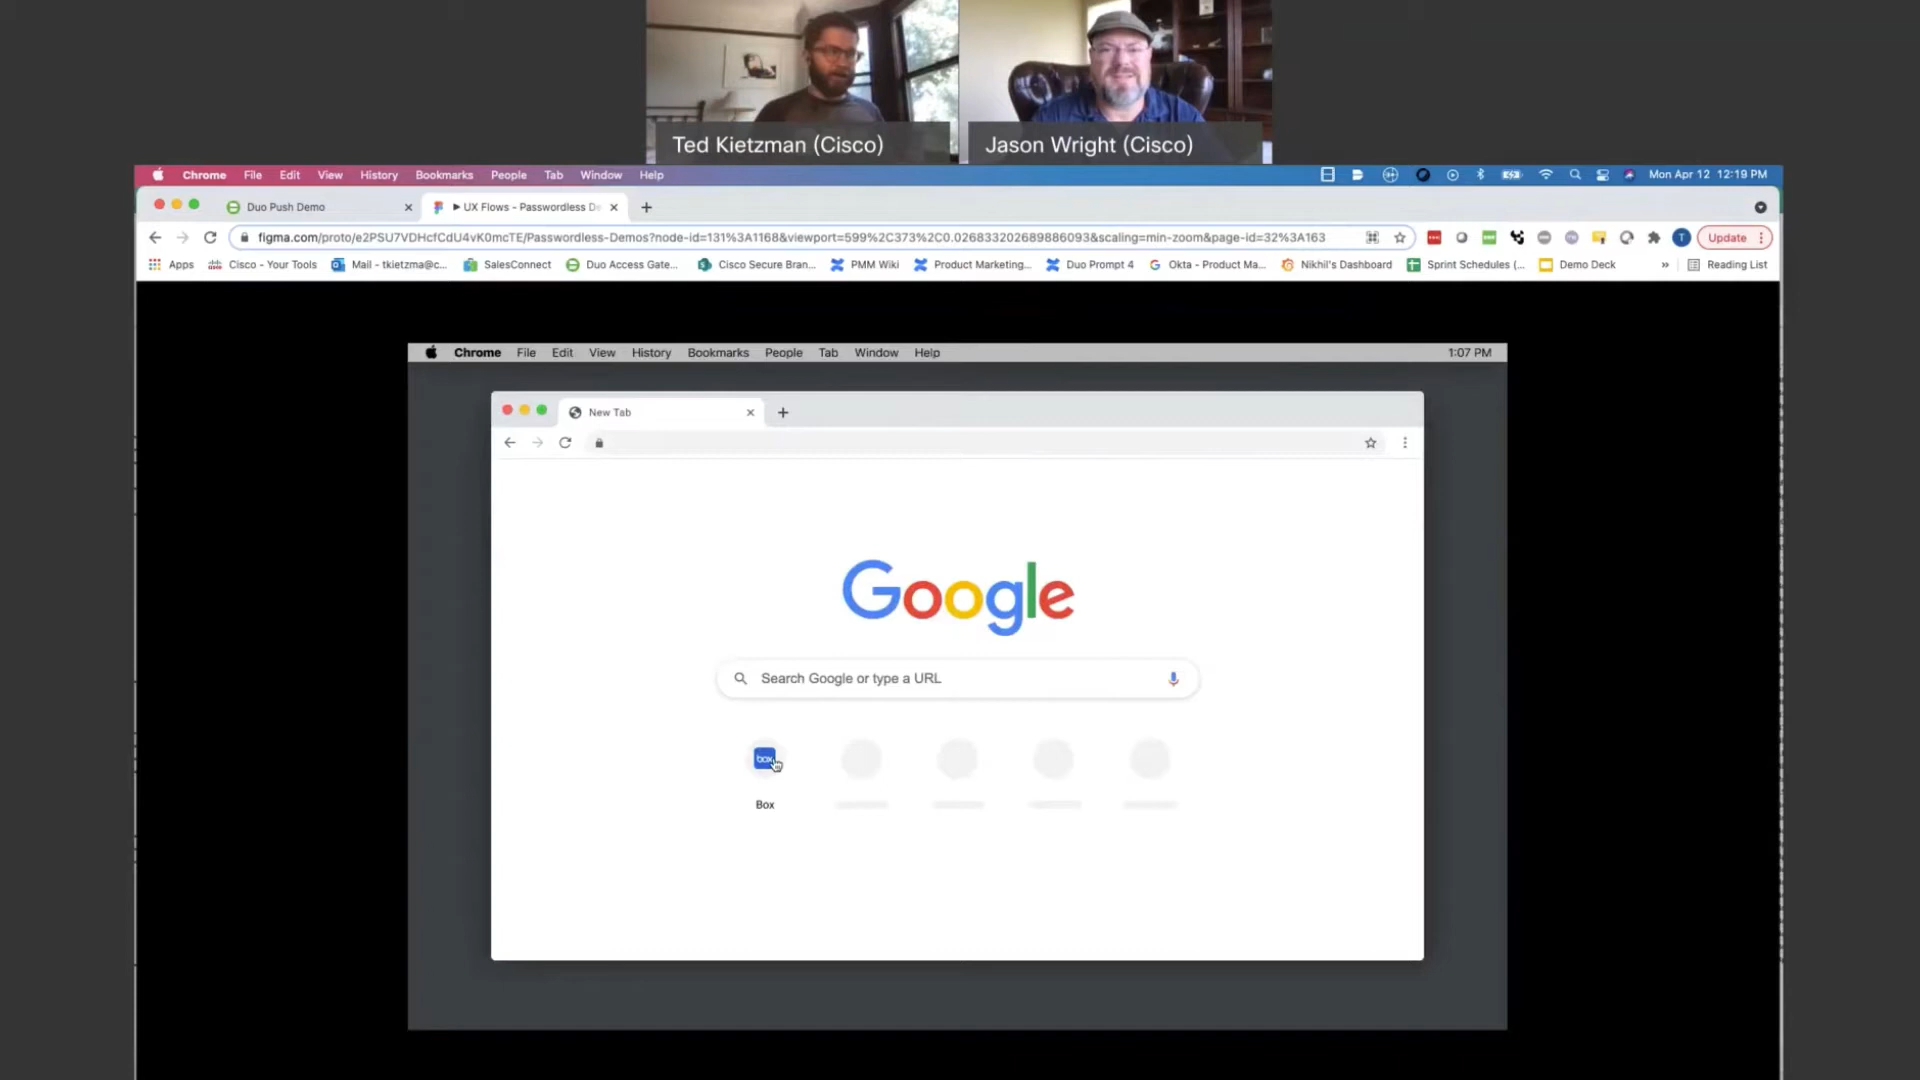 Ted Kietzman (Cisco)
Jason Wright (Cisco)
Chrome File Edit View History Bookmarks People Tab Window Help
Mon Apr 12 12:19 PM
Duo Push Demo
UX Flows - Passwordless De
figma.com/proto/e2PSU7VDHcfCdU4vK0mcTE/Passwordless-Demos?node-id=131%3A1168&viewport=599%2C373%2C0.026833202689886093&scaling=min-zoom&page-id=32%3A163
T
Update
Apps
Cisco - Your Tools
Mail - tkietzma@c...
SalesConnect
Duo Access Gate...
Cisco Secure Bran...
PMM Wiki
Product Marketing...
Duo Prompt 4
Okta - Product Ma...
Nikhil's Dashboard
Sprint Schedules (...
Demo Deck
»
Reading List
Chrome File Edit View History Bookmarks People Tab Window Help
1:07 PM
New Tab
Google
Search Google or type a URL
box
Box